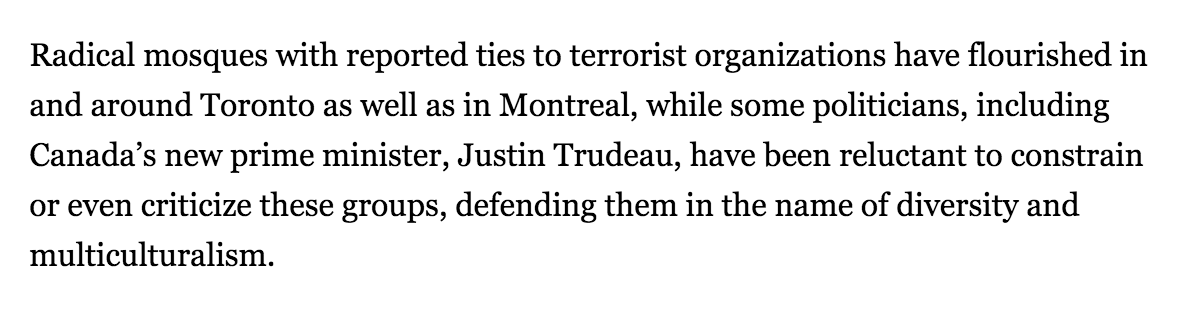 Radical mosques with reported ties to terrorist organizations have flourished in
and around Toronto as well as in Montreal, while some politicians, including
Canada’s new prime minister, Justin Trudeau, have been reluctant to constrain
or even criticize these groups, defending them in the name of diversity and
multiculturalism.